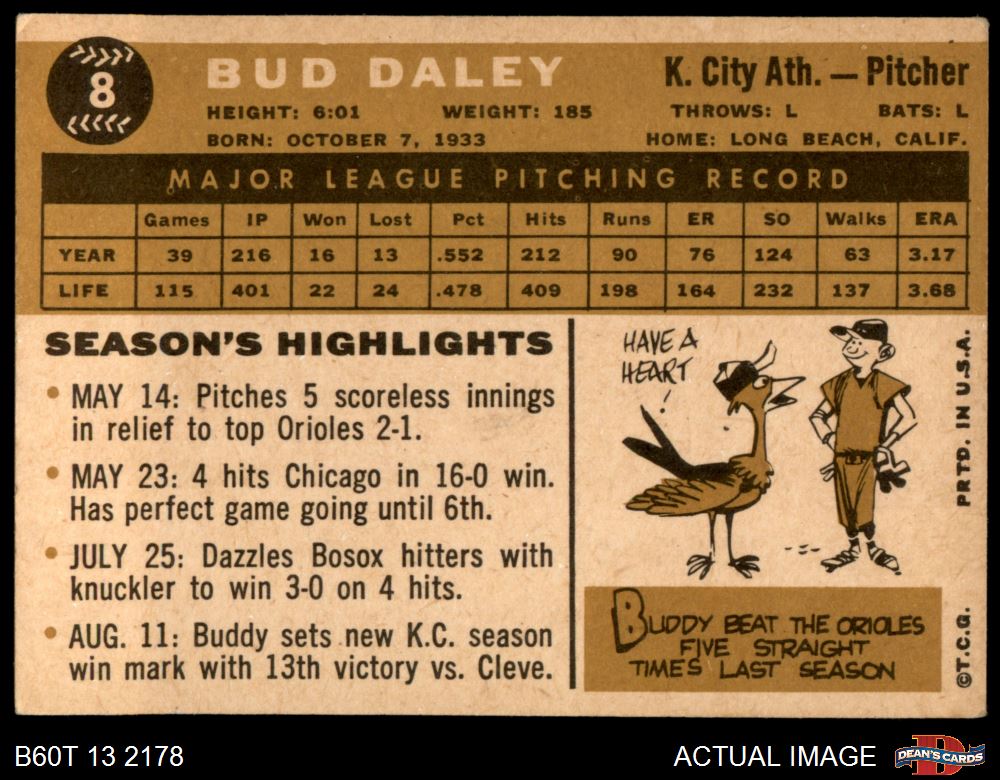 8
BUD DALEY
K. City Ath. — Pitcher
HEIGHT: 6:01 WEIGHT: 185 THROWS: L BATS: L
BORN: OCTOBER 7, 1933 HOME: LONG BEACH, CALIF.
MAJOR LEAGUE PITCHING RECORD
Games IP Won Lost Pct Hits Runs ER SO Walks ERA
YEAR 39 216 16 13 .552 212 90 76 124 63 3.17
LIFE 115 401 22 24 .478 409 198 164 232 137 3.68
SEASON'S HIGHLIGHTS
• MAY 14: Pitches 5 scoreless innings
in relief to top Orioles 2-1.
• MAY 23: 4 hits Chicago in 16-0 win.
Has perfect game going until 6th.
• JULY 25: Dazzles Bosox hitters with
knuckler to win 3-0 on 4 hits.
• AUG. 11: Buddy sets new K.C. season
win mark with 13th victory vs. Cleve.
HAVE A
HEART
!
BUDDY BEAT THE ORIOLES
FIVE STRAIGHT
TIMES LAST SEASON
©T.C.G. PRTD. IN U.S.A.
B60T 13 2178
ACTUAL IMAGE
D
DEAN'S CARDS